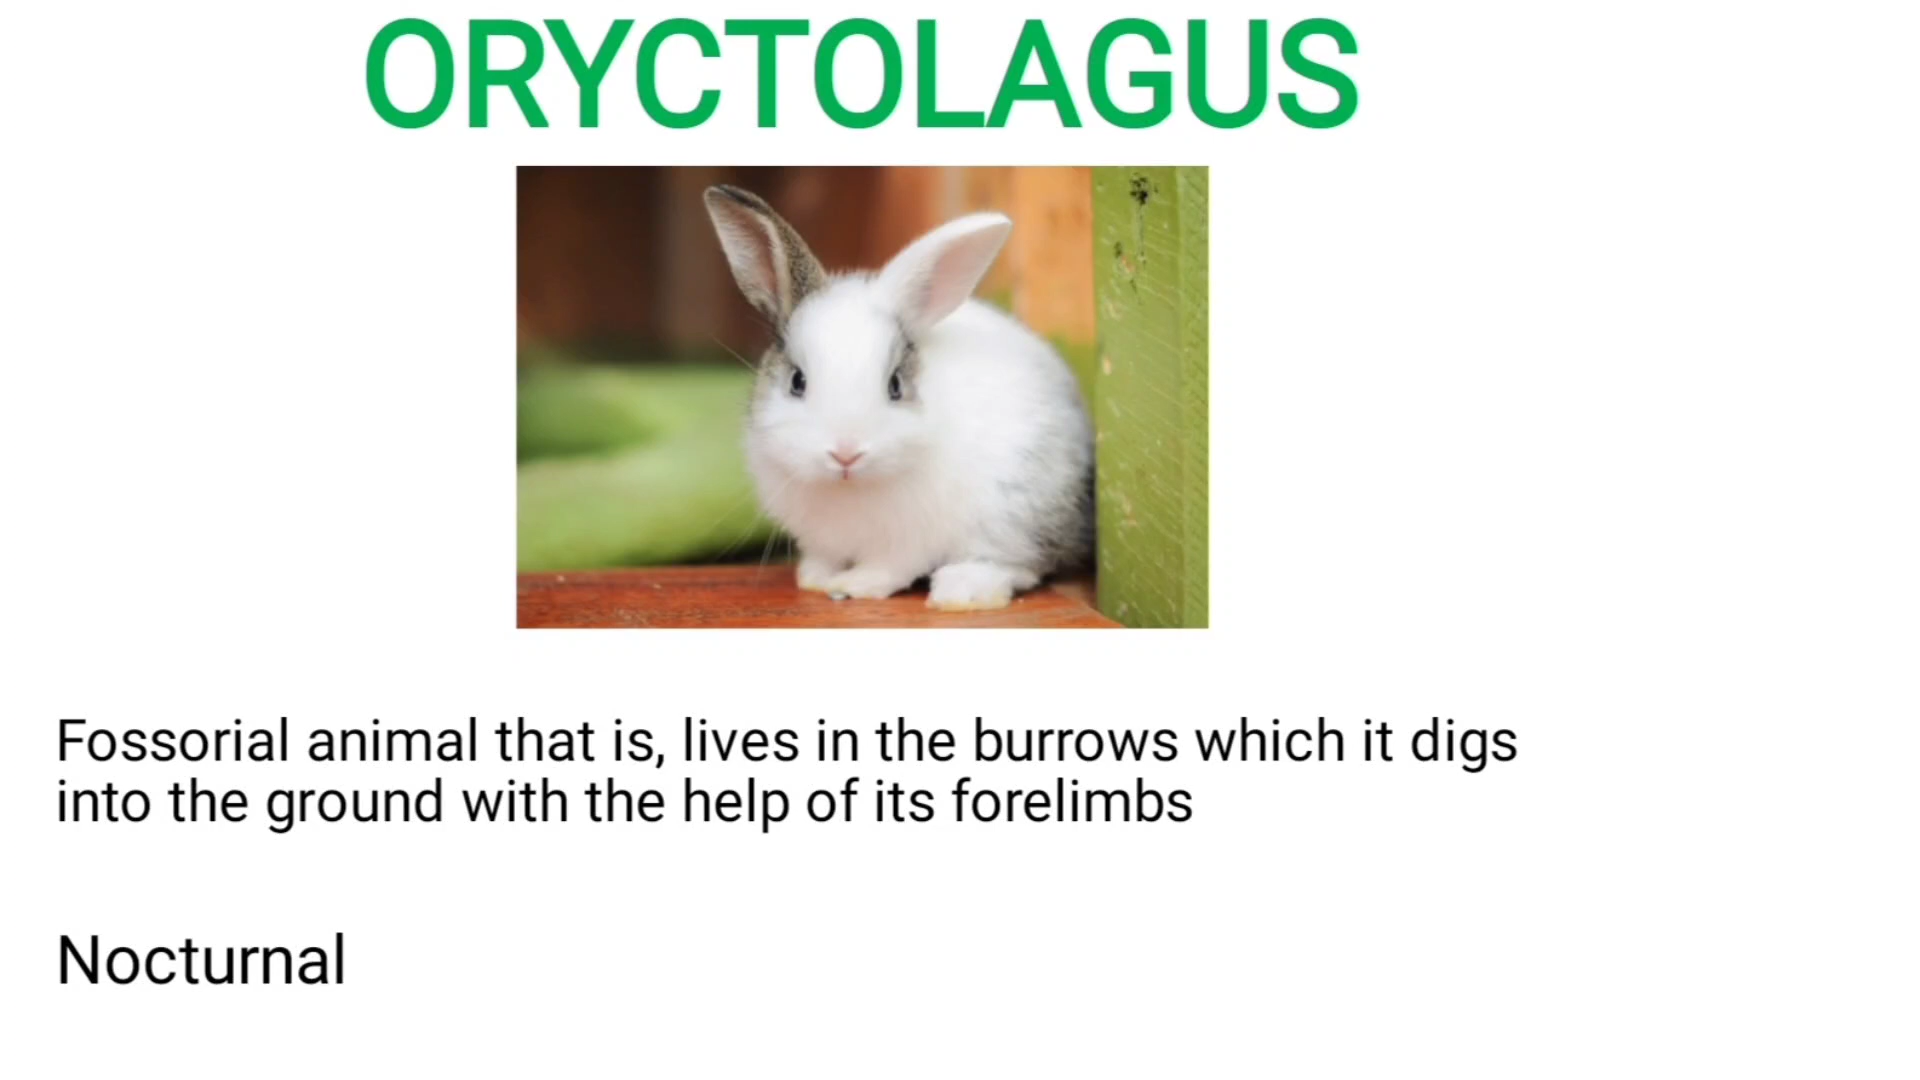 ORYCTOLAGUS
Fossorial animal that is, lives in the burrows which it digs
into the ground with the help of its forelimbs
Nocturnal